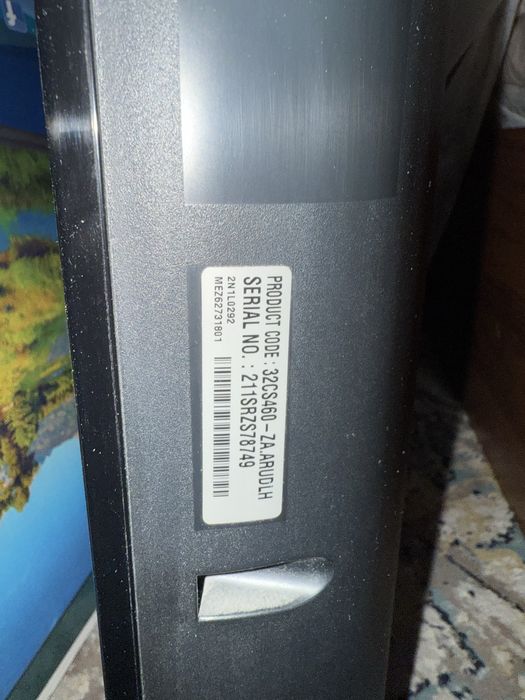 PRODUCT CODE : 32CS460-ZA.ARUDLH
SERIAL NO. : 211SRZS78749
2N1L0292
MEZ62731801